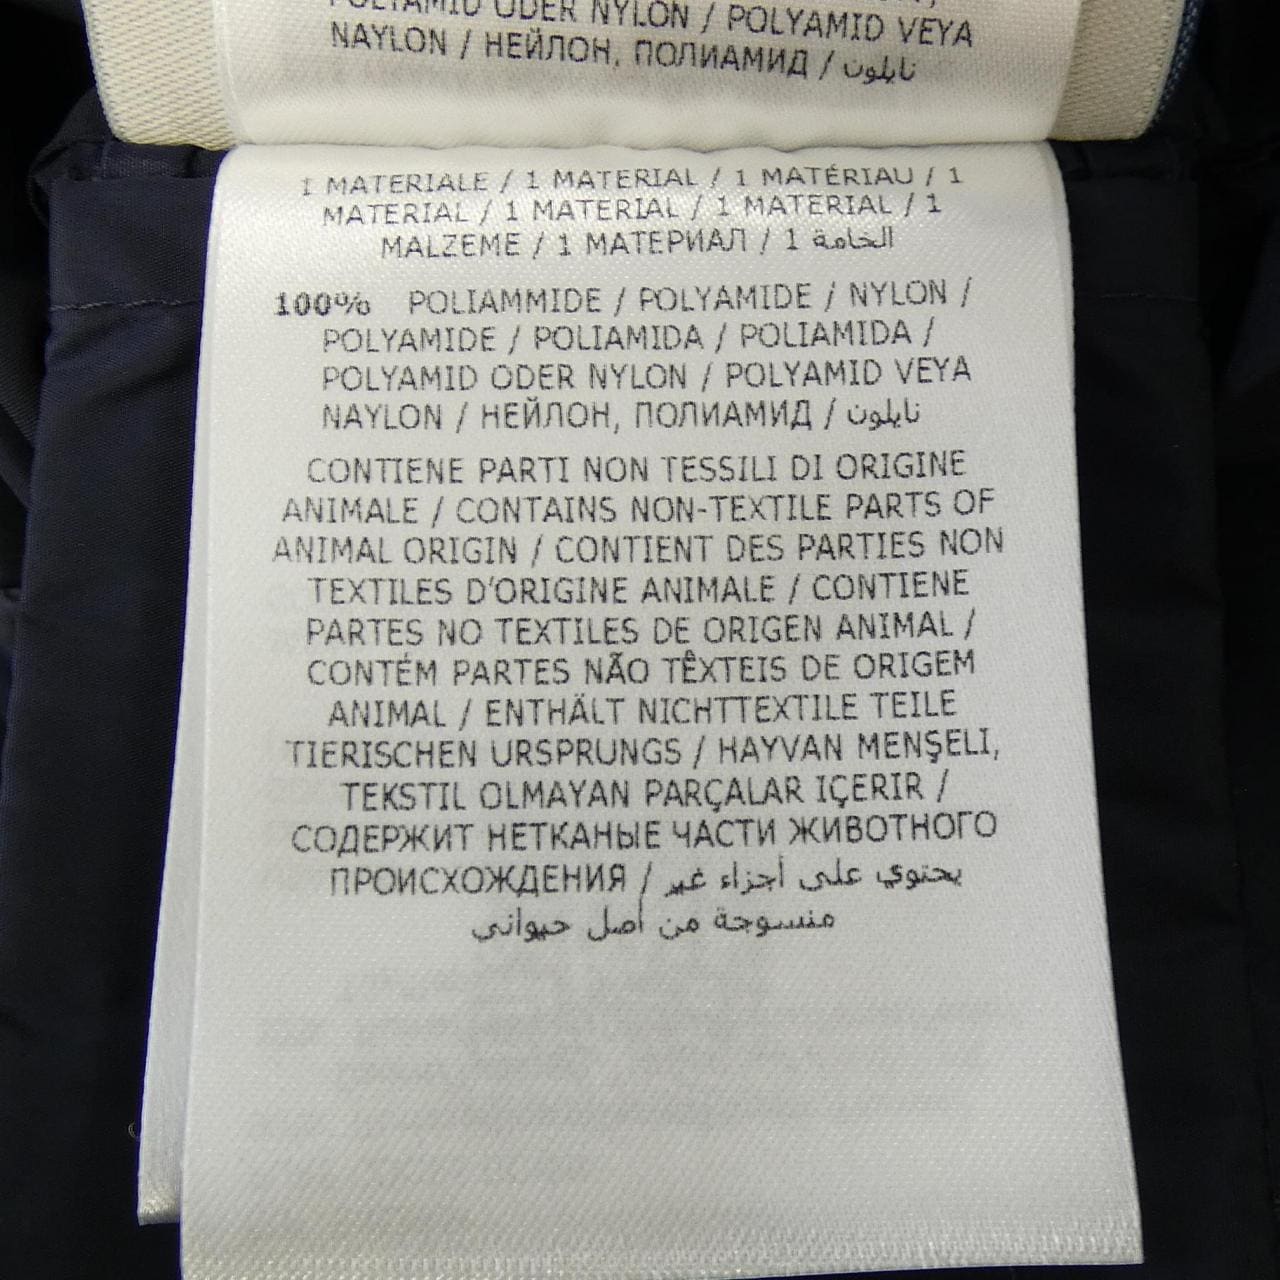 POLYAMID ODER NYLON / POLYAMID VEYA
NAYLON / НЕЙЛОН, ПОЛИАМИД / نايلون
1 MATERIALE / 1 MATERIAL / 1 MATÉRIAU / 1
MATERIAL / 1 MATERIAL / 1 MATERIAL / 1
MALZEME / 1 МАТЕРИАЛ / 1 الخامة
100% POLIAMMIDE / POLYAMIDE / NYLON /
POLYAMIDE / POLIAMIDA / POLIAMIDA /
POLYAMID ODER NYLON / POLYAMID VEYA
NAYLON / НЕЙЛОН, ПОЛИАМИД / نايلون
CONTIENE PARTI NON TESSILI DI ORIGINE
ANIMALE / CONTAINS NON-TEXTILE PARTS OF
ANIMAL ORIGIN / CONTIENT DES PARTIES NON
TEXTILES D'ORIGINE ANIMALE / CONTIENE
PARTES NO TEXTILES DE ORIGEN ANIMAL /
CONTÉM PARTES NÃO TÊXTEIS DE ORIGEM
ANIMAL / ENTHÄLT NICHTTEXTILE TEILE
TIERISCHEN URSPRUNGS / HAYVAN MENŞELI,
TEKSTIL OLMAYAN PARÇALAR IÇERIR /
СОДЕРЖИТ НЕТКАНЫЕ ЧАСТИ ЖИВОТНОГО
ПРОИСХОЖДЕНИЯ / يحتوي على أجزاء غير
منسوجة من أصل حيواني